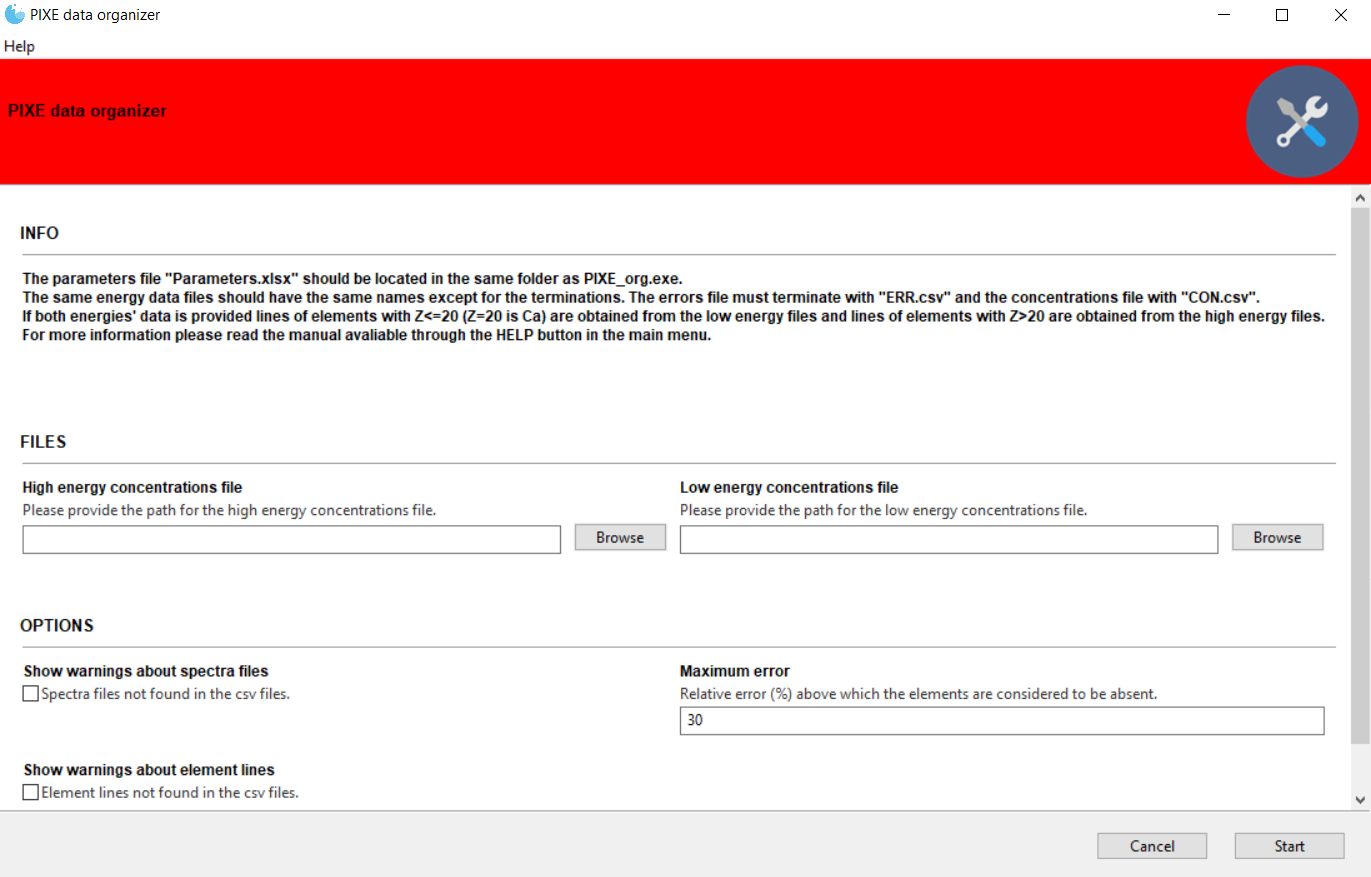 PIXE data organizer
Help
PIXE data organizer
INFO
The parameters file "Parameters.xlsx" should be located in the same folder as PIXE_org.exe.
The same energy data files should have the same names except for the terminations. The errors file must terminate with "ERR.csv" and the concentrations file with "CON.csv".
If both energies' data is provided lines of elements with Z<=20 (Z=20 is Ca) are obtained from the low energy files and lines of elements with Z>20 are obtained from the high energy files.
For more information please read the manual avaliable through the HELP button in the main menu.
FILES
High energy concentrations file
Please provide the path for the high energy concentrations file.
Browse
Low energy concentrations file
Please provide the path for the low energy concentrations file.
Browse
OPTIONS
Show warnings about spectra files
Spectra files not found in the csv files.
Maximum error
Relative error (%) above which the elements are considered to be absent.
30
Show warnings about element lines
Element lines not found in the csv files.
Cancel
Start